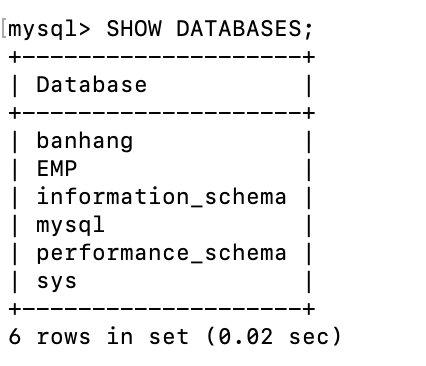 [mysql> SHOW DATABASES;
+--------------------+
| Database           |
+--------------------+
| banhang            |
| EMP                |
| information_schema |
| mysql              |
| performance_schema |
| sys                |
+--------------------+
6 rows in set (0.02 sec)